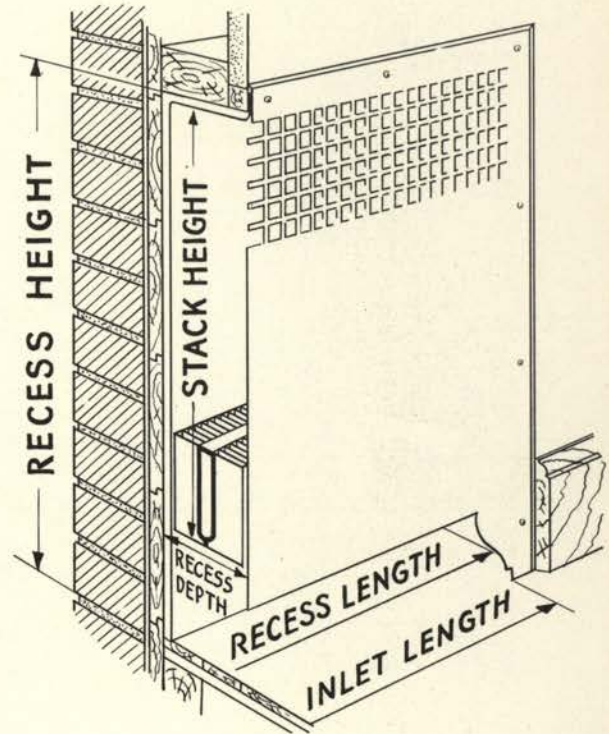 RECESS HEIGHT
STACK HEIGHT
RECESS
DEPTH
RECESS LENGTH
INLET LENGTH